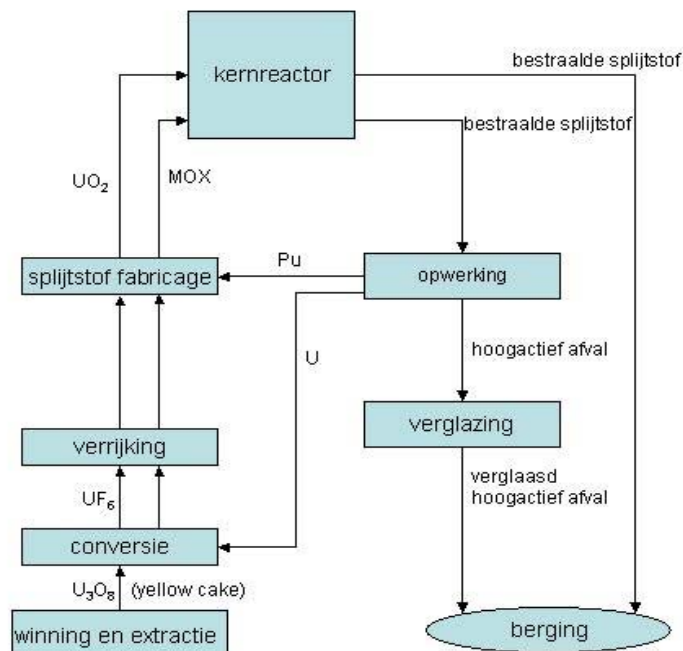 kernreactor
bestraalde splijtstof
bestraalde splijtstof
UO₂
MOX
splijtstof fabricage
Pu
opwerking
U
hoogactief afval
verrijking
verglazing
UF₆
verglaasd
hoogactief afval
conversie
U₃O₈ (yellow cake)
winning en extractie
berging